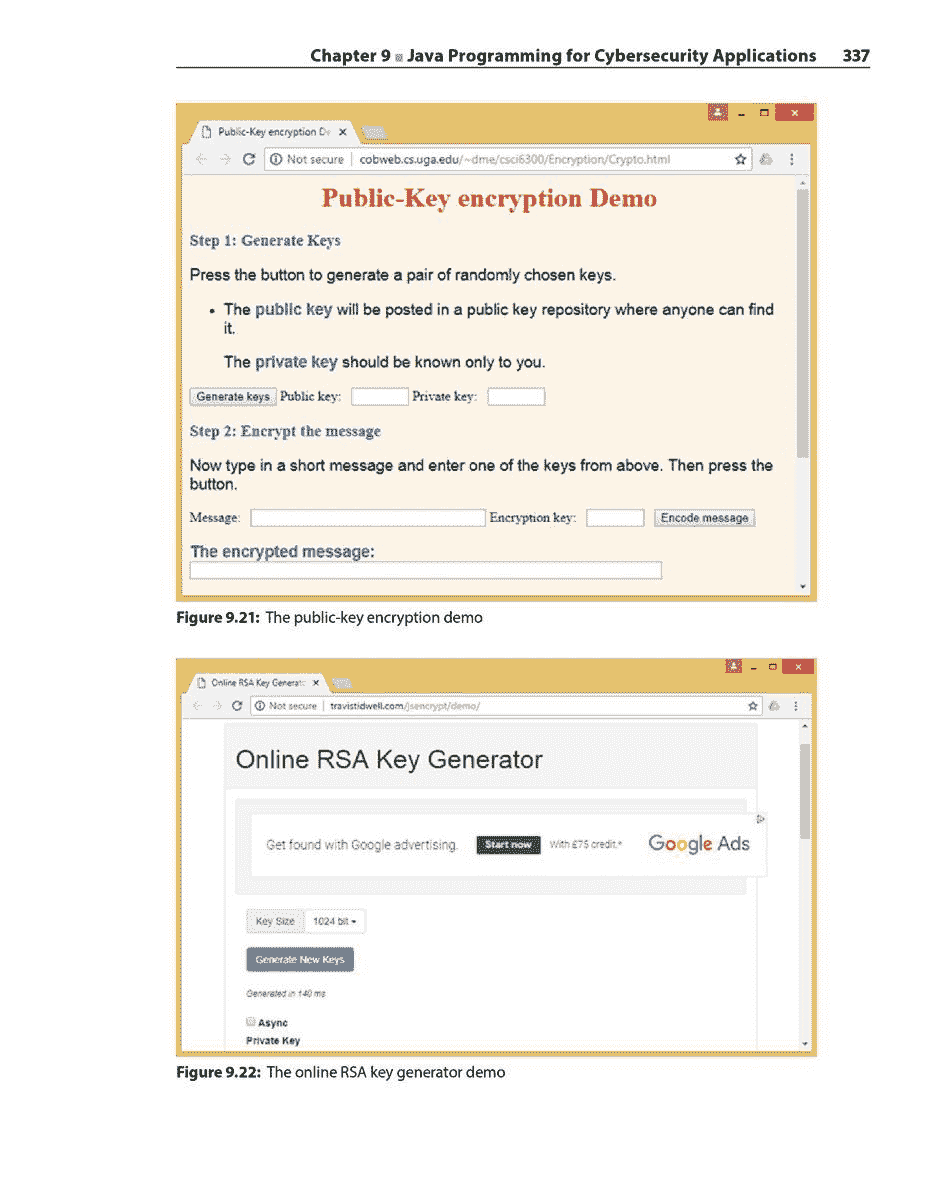 Chapter 9 ■ Java Programming for Cybersecurity Applications 337
Public-Key encryption De
Not secure | cobweb.cs.uga.edu/~dme/csci6300/Encryption/Crypto.html
Public-Key encryption Demo
Step 1: Generate Keys
Press the button to generate a pair of randomly chosen keys.
• The public key will be posted in a public key repository where anyone can find
it.
The private key should be known only to you.
Generate keys Public key: Private key:
Step 2: Encrypt the message
Now type in a short message and enter one of the keys from above. Then press the
button.
Message: Encryption key: Encode message
The encrypted message:
Figure 9.21: The public-key encryption demo
Online RSA Key Generat
Not secure | travistidwell.com/jsencrypt/demo/
Online RSA Key Generator
Get found with Google advertising. Start now With £75 credit.* Google Ads
Key Size 1024 bit
Generate New Keys
Generated in 140 ms
Async
Private Key
Figure 9.22: The online RSA key generator demo